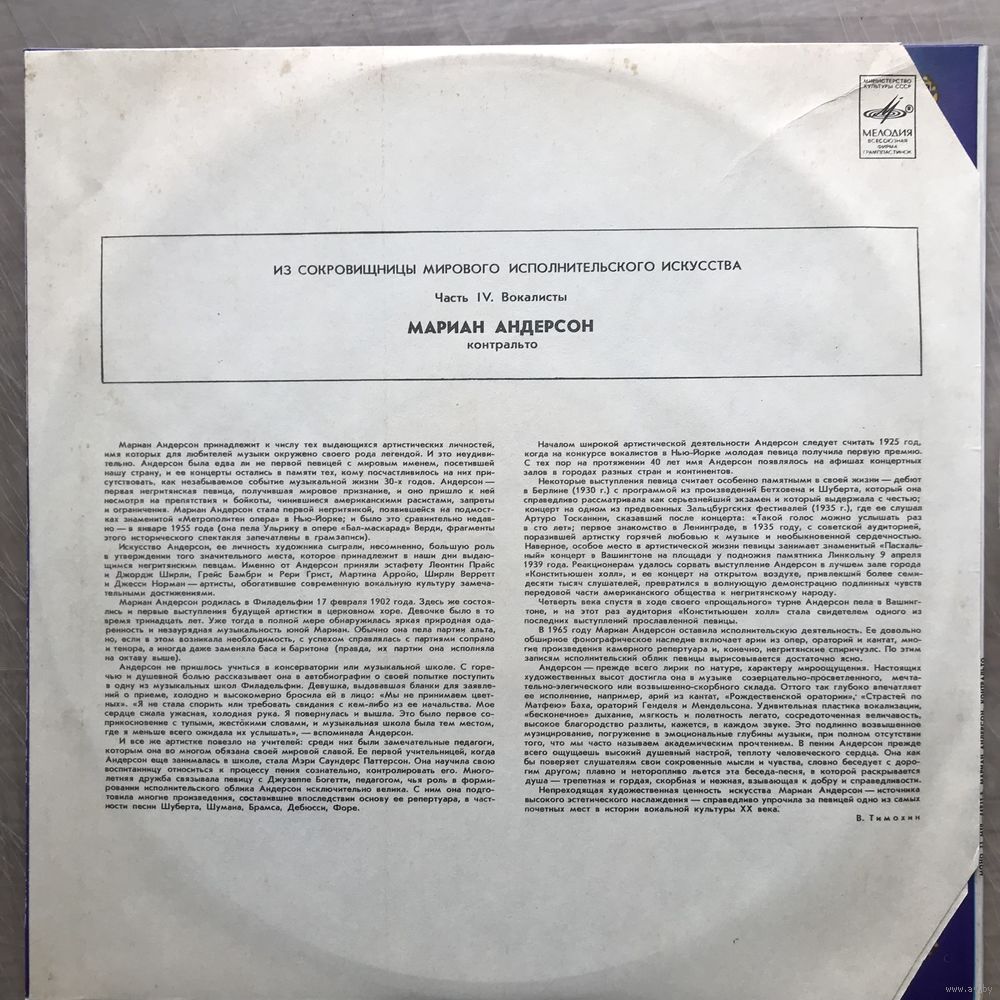 МИНИСТЕРСТВО
КУЛЬТУРЫ СССР
МЕЛОДИЯ
ВСЕСОЮЗНАЯ
ФИРМА
ГРАМПЛАСТИНОК
ИЗ СОКРОВИЩНИЦЫ МИРОВОГО ИСПОЛНИТЕЛЬСКОГО ИСКУССТВА
Часть IV. Вокалисты
МАРИАН АНДЕРСОН
контральто
Мариан Андерсон принадлежит к числу тех выдающихся артистических личностей,
имя которых для любителей музыки окружено своего рода легендой. И это неудиви-
тельно. Андерсон была едва ли не первой певицей с мировым именем, посетившей
нашу страну, и ее концерты остались в памяти тех, кому посчастливилось на них при-
сутствовать, как незабываемое событие музыкальной жизни 30-х годов. Андерсон —
первая негритянская певица, получившая мировое признание, и оно пришло к ней
несмотря на препятствия и бойкоты, чинившиеся американскими расистами, запреты
и ограничения. Мариан Андерсон стала первой негритянкой, появившейся на подмост-
ках знаменитой «Метрополитен опера» в Нью-Йорке; и было это сравнительно недав-
но — в январе 1955 года (она пела Ульрику в опере «Бал-маскарад» Верди, фрагменты
этого исторического спектакля запечатлены в грамзаписи).
Искусство Андерсон, ее личность художника сыграли, несомненно, большую роль
в утверждении того значительного места, которое принадлежит в наши дни выдаю-
щимся негритянским певцам. Именно от Андерсон приняли эстафету Леонтин Прайс
и Джордж Ширли, Грейс Бамбри и Рери Грист, Мартина Арройо, Ширли Верретт
и Джесси Норман — артисты, обогатившие современную вокальную культуру замеча-
тельными достижениями.
Мариан Андерсон родилась в Филадельфии 17 февраля 1902 года. Здесь же состоя-
лись и первые выступления будущей артистки в церковном хоре. Девочке было в то
время тринадцать лет. Уже тогда в полной мере обнаружилась яркая природная ода-
ренность и незаурядная музыкальность юной Мариан. Обычно она пела партии альта,
но, если в этом возникала необходимость, с успехом справлялась с партиями сопрано
и тенора, а иногда даже заменяла баса и баритона (правда, их партии она исполняла
на октаву выше).
Андерсон не пришлось учиться в консерватории или музыкальной школе. С горе-
чью и душевной болью рассказывает она в автобиографии о своей попытке поступить
в одну из музыкальных школ Филадельфии. Девушка, выдававшая бланки для заявле-
ний о приеме, холодно и высокомерно бросила ей в лицо: «Мы не принимаем цвет-
ных». «Я не стала спорить или требовать свидания с кем-либо из ее начальства. Мое
сердце сжала ужасная, холодная рука. Я повернулась и вышла. Это было первое со-
прикосновение с тупыми, жестокими словами, и музыкальная школа была тем местом,
где я меньше всего ожидала их услышать», — вспоминала Андерсон.
И все же артистке повезло на учителей: среди них были замечательные педагоги,
которым она во многом обязана своей мировой славой. Ее первой учительницей, когда
Андерсон еще занималась в школе, стала Мэри Саундерс Паттерсон. Она научила свою
воспитанницу относиться к процессу пения сознательно, контролировать его. Много-
летняя дружба связывала певицу с Джузеппе Богетти, педагогом, чья роль в форми-
ровании исполнительского облика Андерсон исключительно велика. С ним она подго-
товила многие произведения, составившие впоследствии основу ее репертуара, в част-
ности песни Шуберта, Шумана, Брамса, Дебюсси, Форе.
Началом широкой артистической деятельности Андерсон следует считать 1925 год,
когда на конкурсе вокалистов в Нью-Йорке молодая певица получила первую премию.
С тех пор на протяжении 40 лет имя Андерсон появлялось на афишах концертных
залов в городах разных стран и континентов.
Некоторые выступления певица считает особенно памятными в своей жизни — дебют
в Берлине (1930 г.) с программой из произведений Бетховена и Шуберта, который она
справедливо рассматривала как серьезнейший экзамен и который выдержала с честью;
концерт на одном из предвоенных Зальцбургских фестивалей (1935 г.), где ее слушал
Артуро Тосканини, сказавший после концерта: «Такой голос можно услышать раз
в сто лет»; первое знакомство в Ленинграде, в 1935 году, с советской аудиторией,
поразившей артистку горячей любовью к музыке и необыкновенной сердечностью.
Наверное, особое место в артистической жизни певицы занимает знаменитый «Пасхаль-
ный» концерт в Вашингтоне на площади у подножия памятника Линкольну 9 апреля
1939 года. Реакционерам удалось сорвать выступление Андерсон в лучшем зале города
«Конститьюшен холл», и ее концерт на открытом воздухе, привлекший более семи-
десяти тысяч слушателей, превратился в волнующую демонстрацию подлинных чувств
передовой части американского общества к негритянскому народу.
Четверть века спустя в ходе своего «прощального» турне Андерсон пела в Вашинг-
тоне, и на этот раз аудитория «Конститьюшен холл» стала свидетелем одного из
последних выступлений прославленной певицы.
В 1965 году Мариан Андерсон оставила исполнительскую деятельность. Ее довольно
обширное фонографическое наследие включает арии из опер, ораторий и кантат, мно-
гие произведения камерного репертуара и, конечно, негритянские спиричуэлс. По этим
записям исполнительский облик певицы вырисовывается достаточно ясно.
Андерсон — прежде всего лирик по натуре, характеру мироощущения. Настоящих
художественных высот достигла она в музыке созерцательно-просветленного, мечта-
тельно-элегического или возвышенно-скорбного склада. Оттого так глубоко впечатляет
ее исполнение, например, арий из кантат, «Рождественской оратории», «Страстей по
Матфею» Баха, ораторий Генделя и Мендельсона. Удивительная пластика вокализации,
«бесконечное» дыхание, мягкость и полетность легато, сосредоточенная величавость,
высокое благородство разлиты, кажется, в каждом звуке. Это подлинно возвышенное
музицирование, погружение в эмоциональные глубины музыки, при полном отсутствии
того, что мы часто называем академическим прочтением. В пении Андерсон прежде
всего ощущаешь высокий душевный настрой, теплоту человеческого сердца. Она как
бы поверяет слушателям свои сокровенные мысли и чувства, словно беседует с доро-
гим другом; плавно и неторопливо льется эта беседа-песня, в которой раскрывается
душа — трепетная и гордая, скорбная и нежная, взывающая к добру и справедливости.
Непреходящая художественная ценность искусства Мариан Андерсон — источника
высокого эстетического наслаждения — справедливо упрочила за певицей одно из самых
почетных мест в истории вокальной культуры XX века.
В. Тимохин
www.ay.by